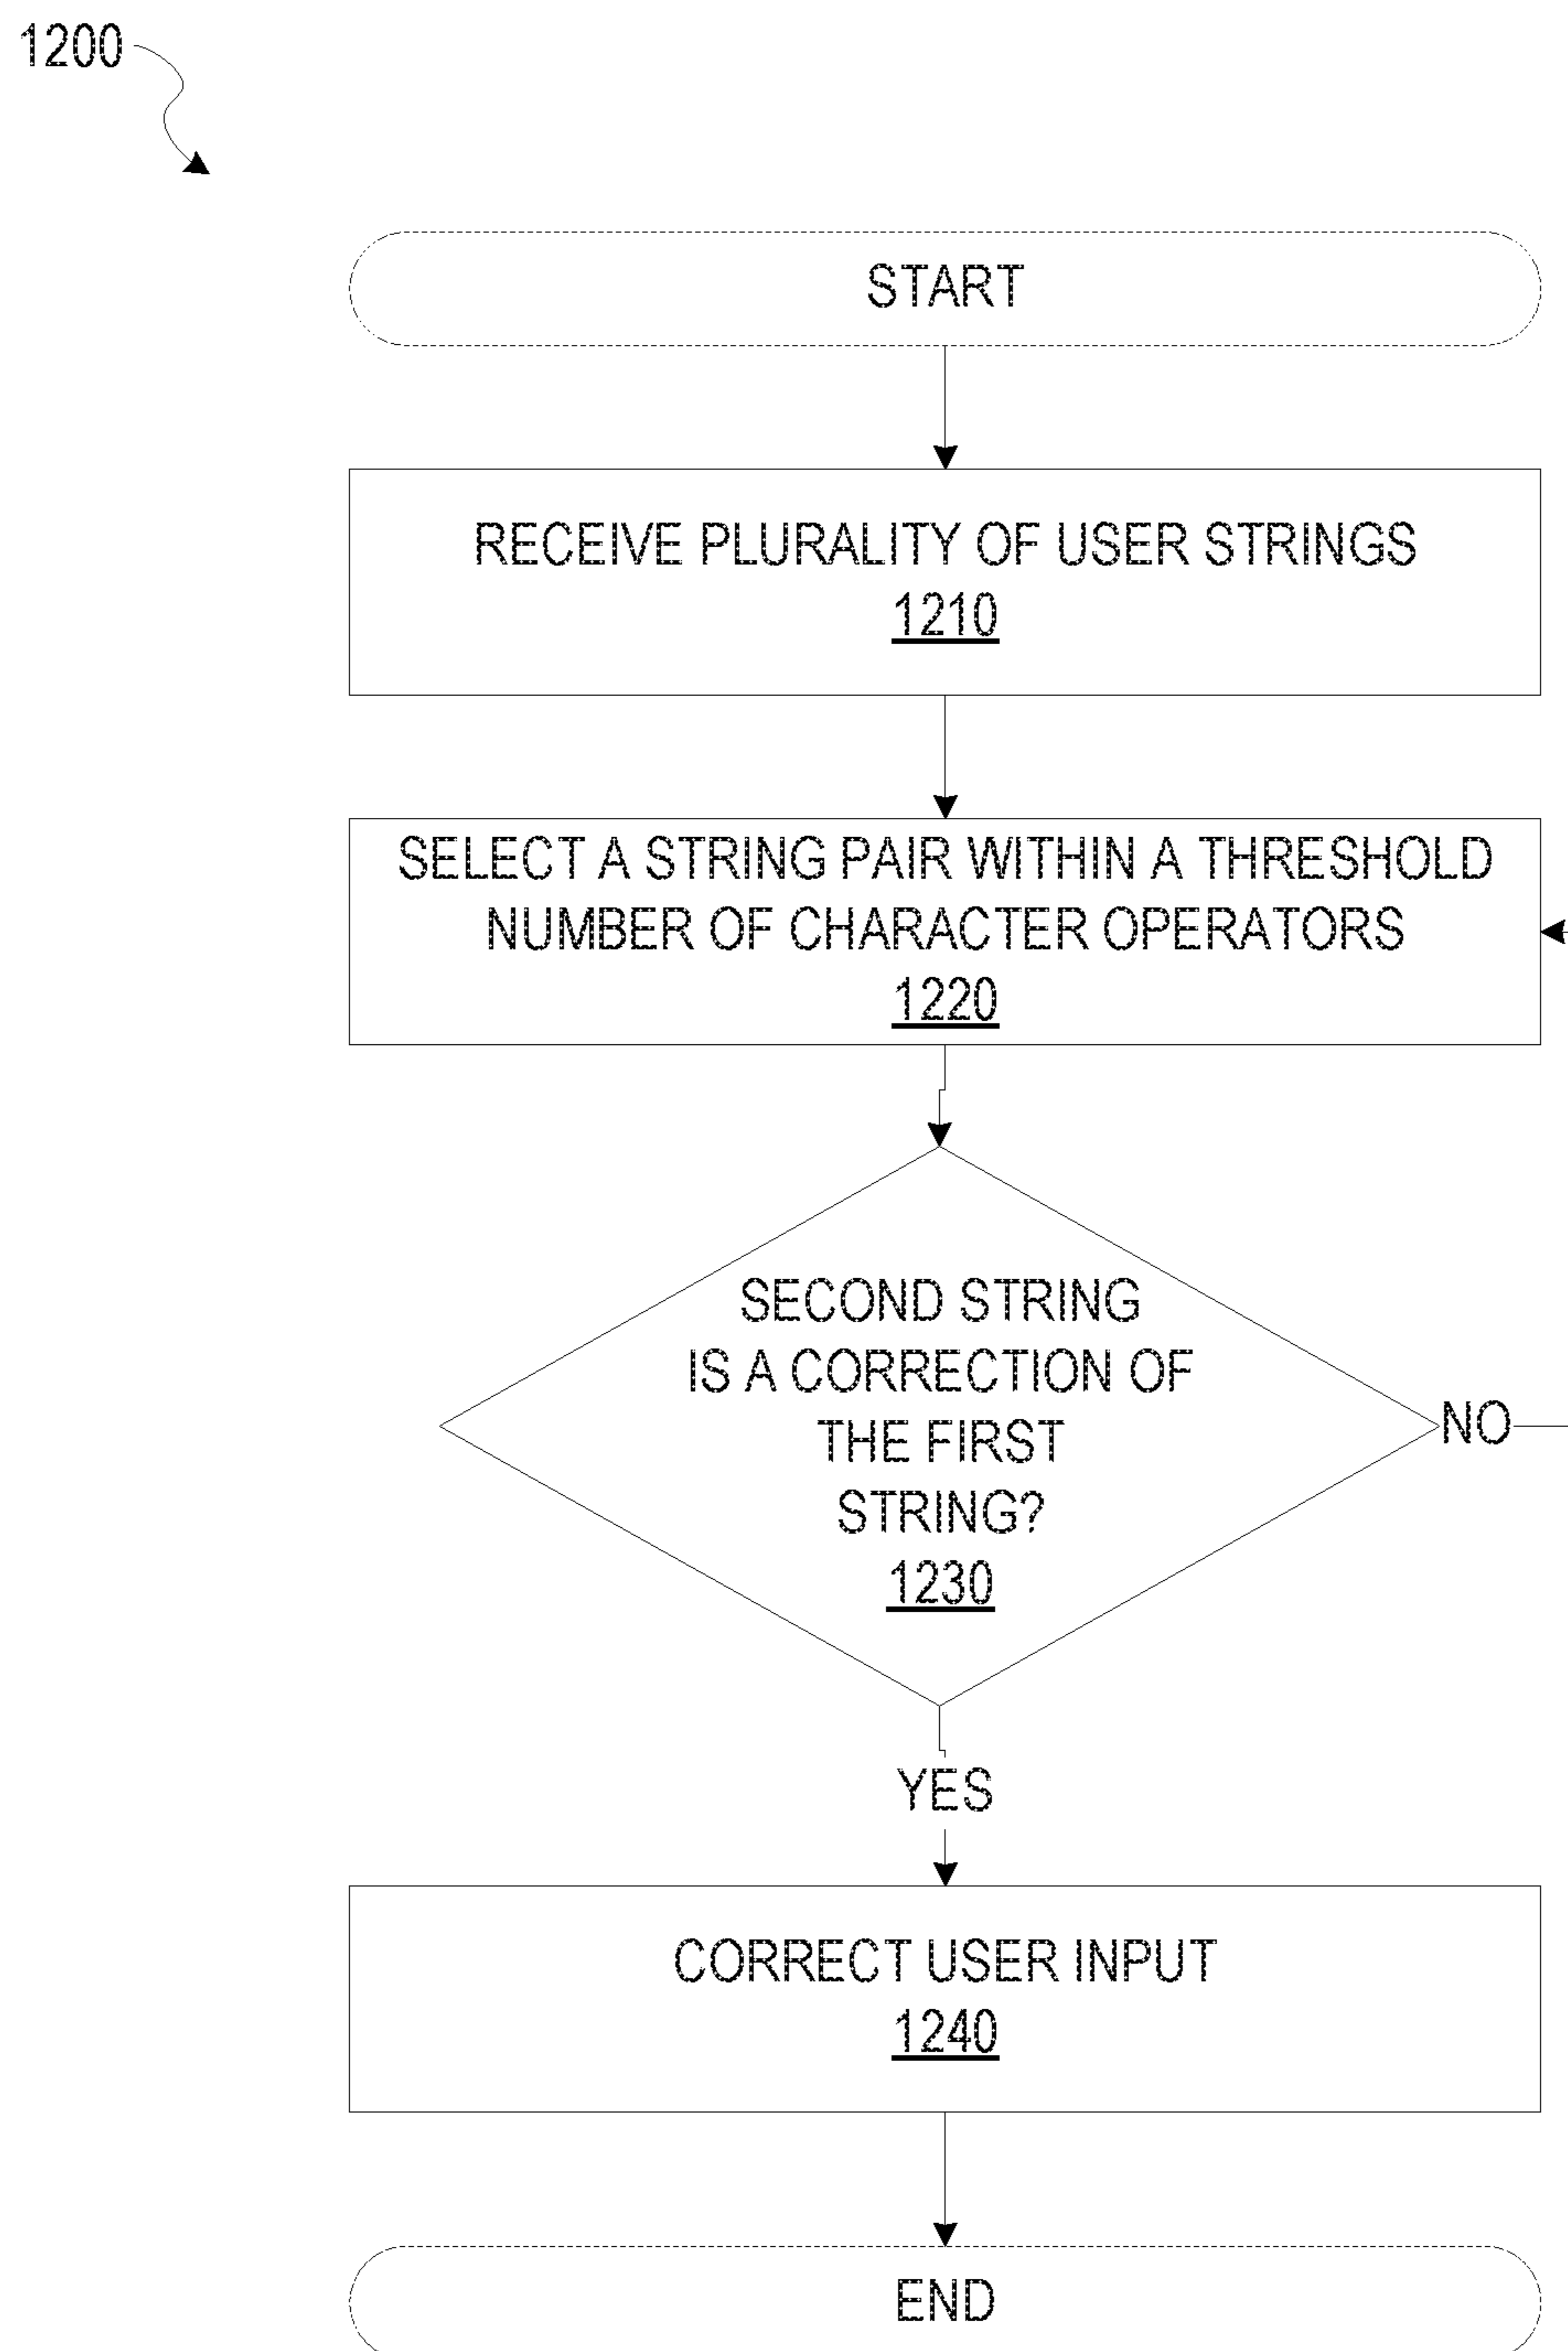 1200
START
RECEIVE PLURALITY OF USER STRINGS
1210
SELECT A STRING PAIR WITHIN A THRESHOLD
NUMBER OF CHARACTER OPERATORS
1220
SECOND STRING
IS A CORRECTION OF
THE FIRST
STRING?
1230
NO
YES
CORRECT USER INPUT
1240
END